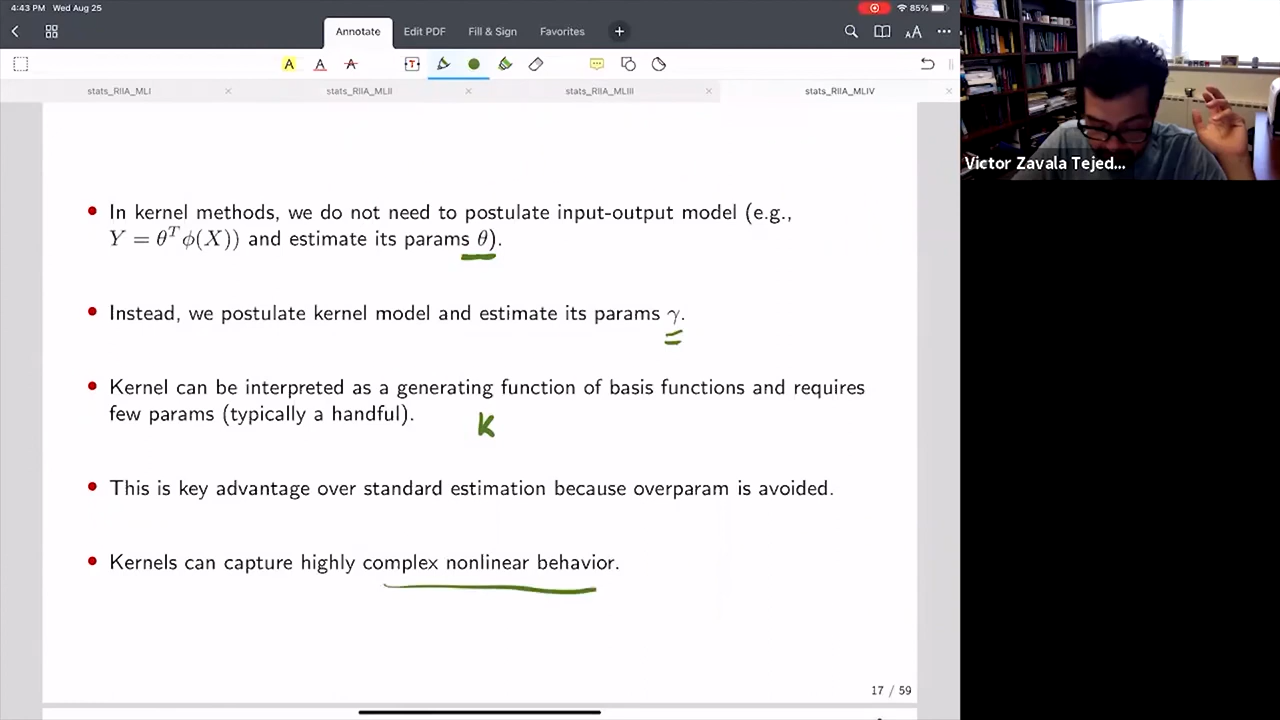 4:43 PM Wed Aug 25
85%
Annotate Edit PDF Fill & Sign Favorites
stats_RIIA_MLI stats_RIIA_MLII stats_RIIA_MLIII stats_RIIA_MLIV
Victor Zavala Tejed...
In kernel methods, we do not need to postulate input-output model (e.g.,
Y = θᵀϕ(X)) and estimate its params θ).
Instead, we postulate kernel model and estimate its params γ.
Kernel can be interpreted as a generating function of basis functions and requires
few params (typically a handful).
K
This is key advantage over standard estimation because overparam is avoided.
Kernels can capture highly complex nonlinear behavior.
17 / 59